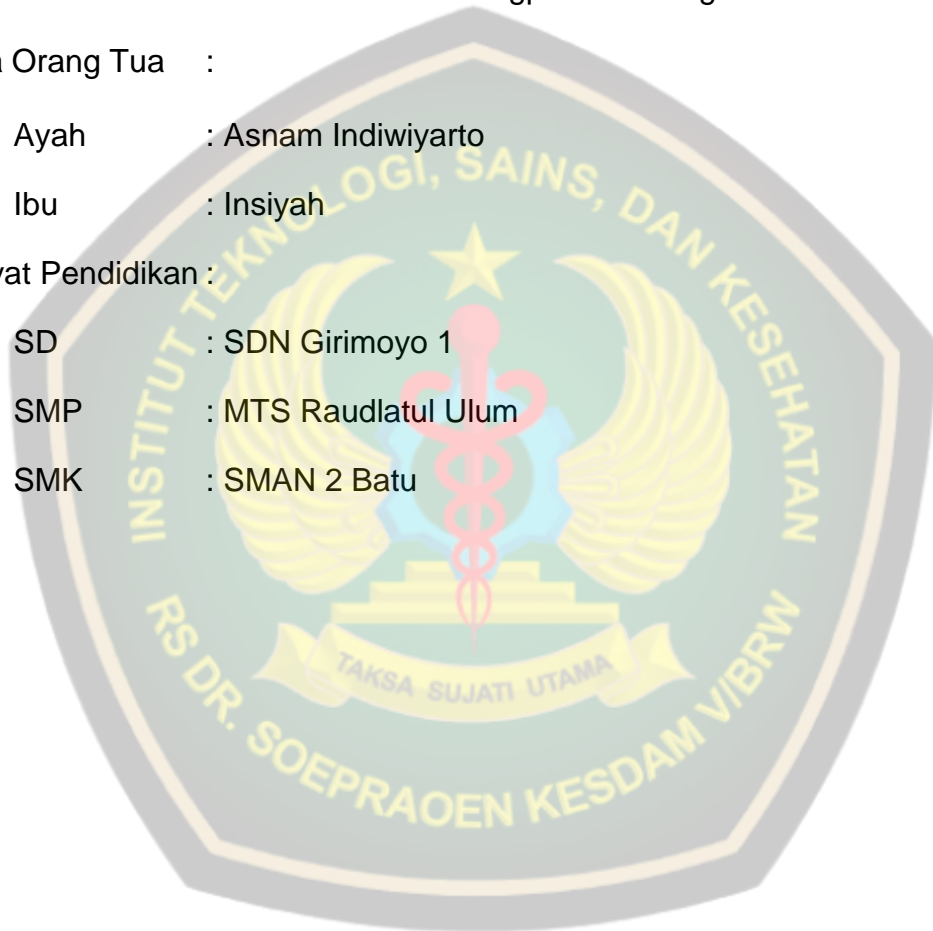 Orang Tua :
Ayah : Asnam Indiwiyarto
Ibu : Insiyah
Pendidikan :
SD : SDN Girimoyo 1
SMP : MTS Raudlatul Ulum
SMK : SMAN 2 Batu
INSTITUT TEKNOLOGI, SAINS, DAN KESEHATAN
TAKSA SUJATI UTAMA
RS DR. SOEPRAOEN KESDAM V/BRW